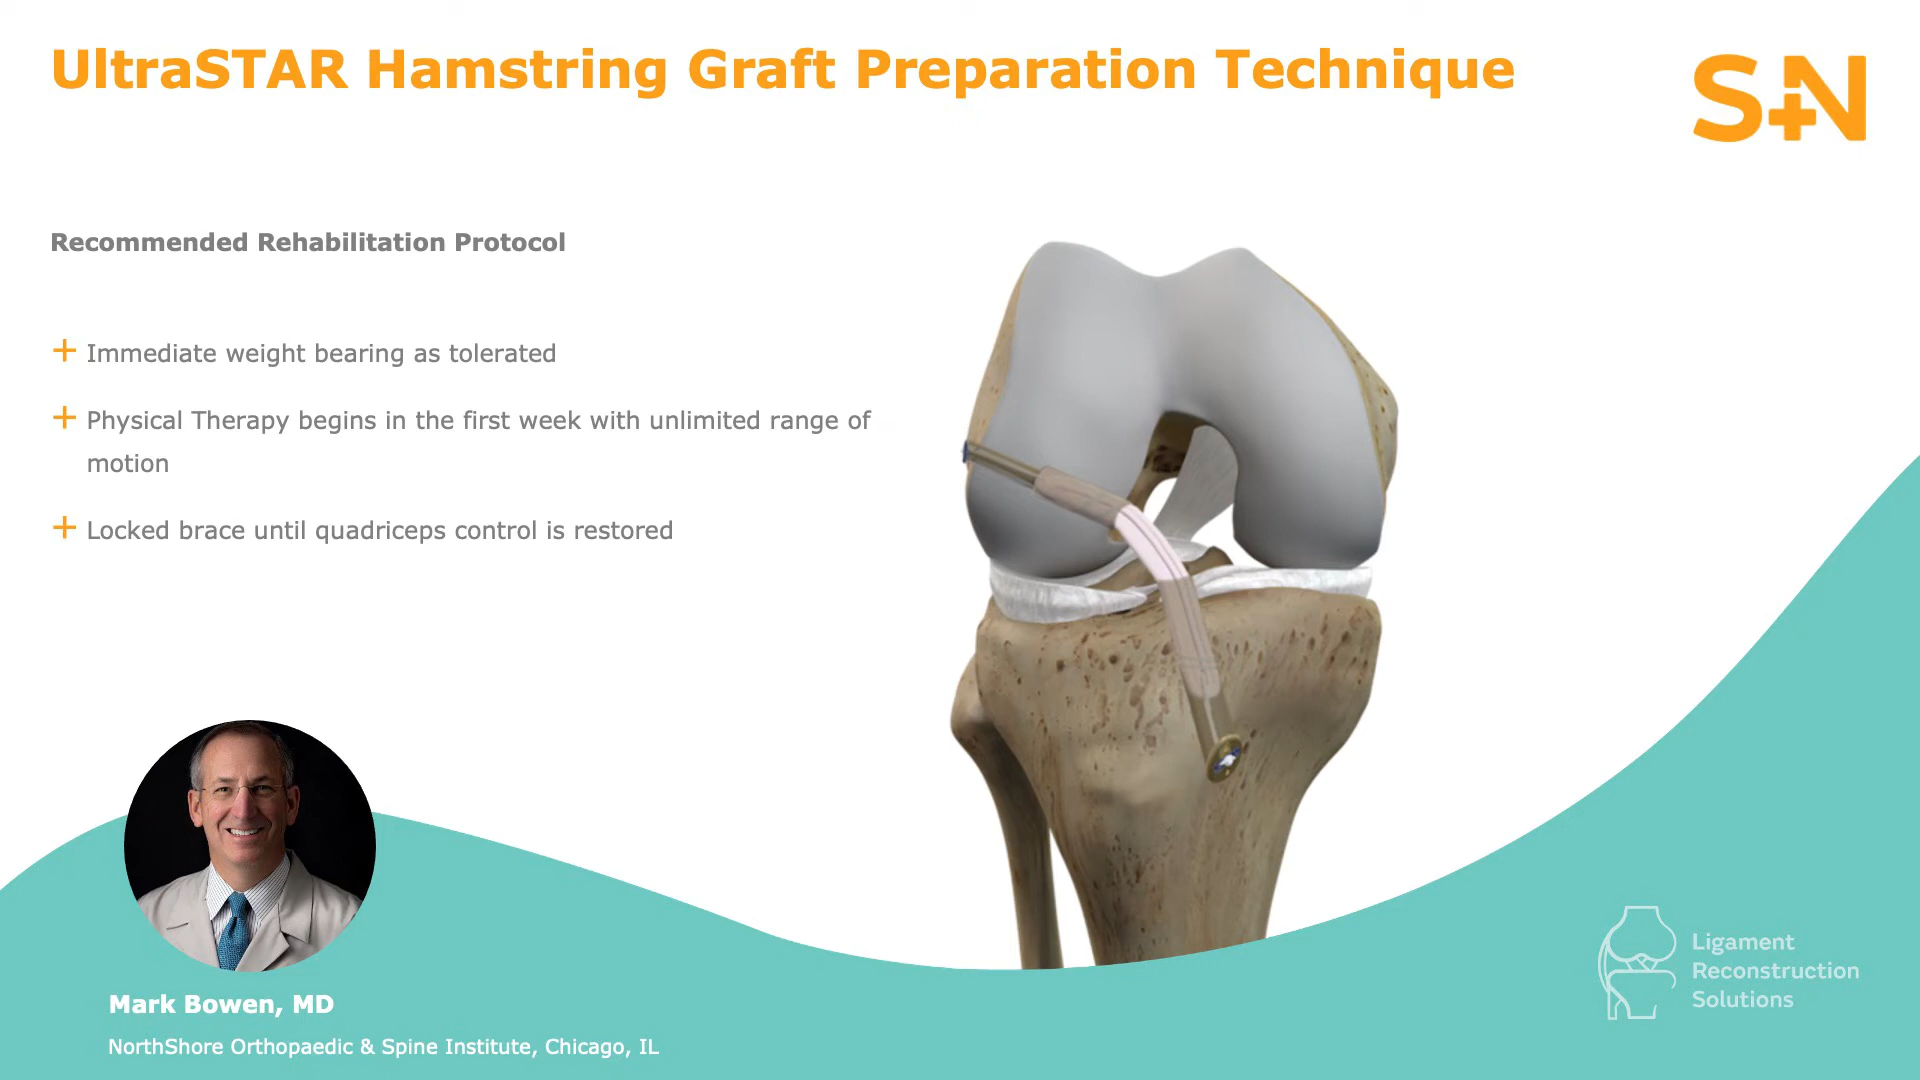 UltraSTAR Hamstring Graft Preparation Technique
S+N
Recommended Rehabilitation Protocol
+ Immediate weight bearing as tolerated
+ Physical Therapy begins in the first week with unlimited range of
motion
+ Locked brace until quadriceps control is restored
Mark Bowen, MD
NorthShore Orthopaedic & Spine Institute, Chicago, IL
Ligament
Reconstruction
Solutions